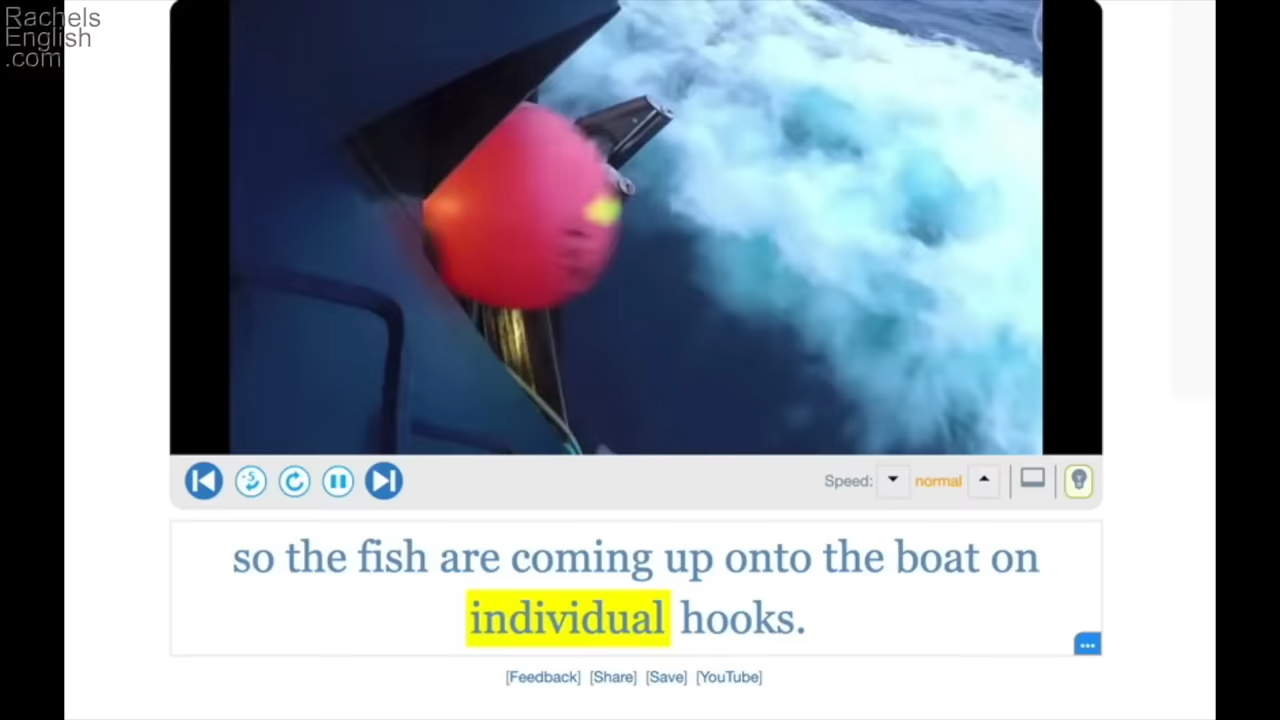 Rachels
English
.com
Speed: normal
so the fish are coming up onto the boat on
individual hooks.
[Feedback] [Share] [Save] [YouTube]